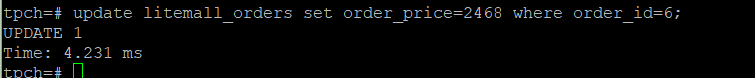 tpch=# update litemall_orders set order_price=2468 where order_id=6;
UPDATE 1
Time: 4.231 ms
tpch=#